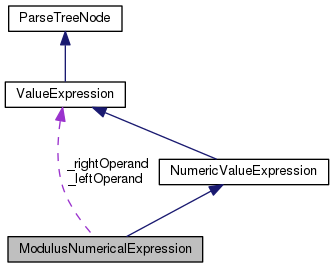 ParseTreeNode
ValueExpression
_rightOperand
_leftOperand
NumericValueExpression
ModulusNumericalExpression